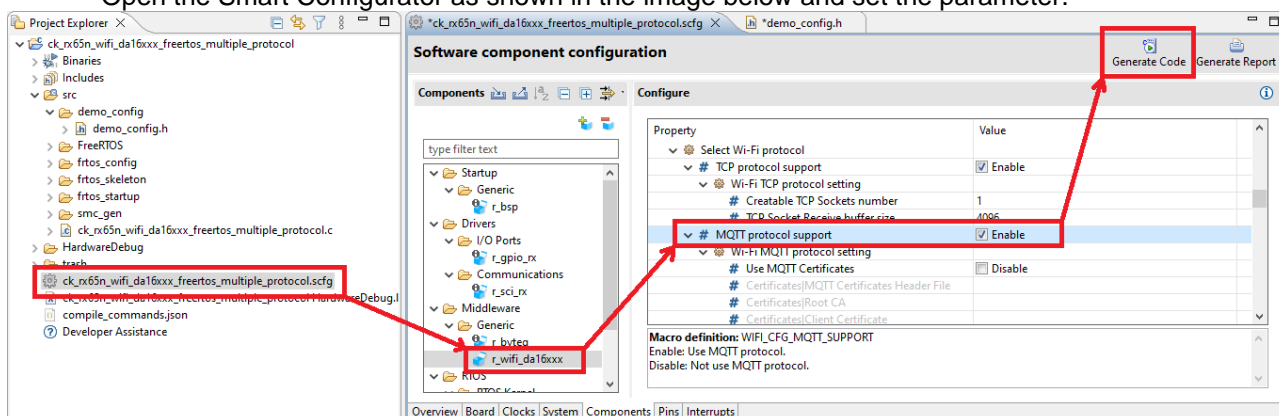 Open the Smart Configurator as shown in the image below and set the parameter.
Project Explorer
ck_rx65n_wifi_da16xxx_freertos_multiple_protocol
Binaries
Includes
src
demo_config
demo_config.h
FreeRTOS
frtos_config
frtos_skeleton
frtos_startup
smc_gen
ck_rx65n_wifi_da16xxx_freertos_multiple_protocol.c
HardwareDebug
trash
ck_rx65n_wifi_da16xxx_freertos_multiple_protocol.scfg
ck_rx65n_wifi_da16xxx_freertos_multiple_protocol HardwareDebug.l
compile_commands.json
Developer Assistance
*ck_rx65n_wifi_da16xxx_freertos_multiple_protocol.scfg
*demo_config.h
Software component configuration
Generate Code Generate Report
Components
type filter text
Startup
Generic
r_bsp
Drivers
I/O Ports
r_gpio_rx
Communications
r_sci_rx
Middleware
Generic
r_byteq
r_wifi_da16xxx
RTOS
RTOS Kernel
Configure
Property Value
Select Wi-Fi protocol
# TCP protocol support Enable
Wi-Fi TCP protocol setting
# Creatable TCP Sockets number 1
# TCP Socket Receive buffer size 4096
# MQTT protocol support Enable
Wi-Fi MQTT protocol setting
# Use MQTT Certificates Disable
# Certificates|MQTT Certificates Header File
# Certificates|Root CA
# Certificates|Client Certificate
Macro definition: WIFI_CFG_MQTT_SUPPORT
Enable: Use MQTT protocol.
Disable: Not use MQTT protocol.
Overview Board Clocks System Components Pins Interrupts